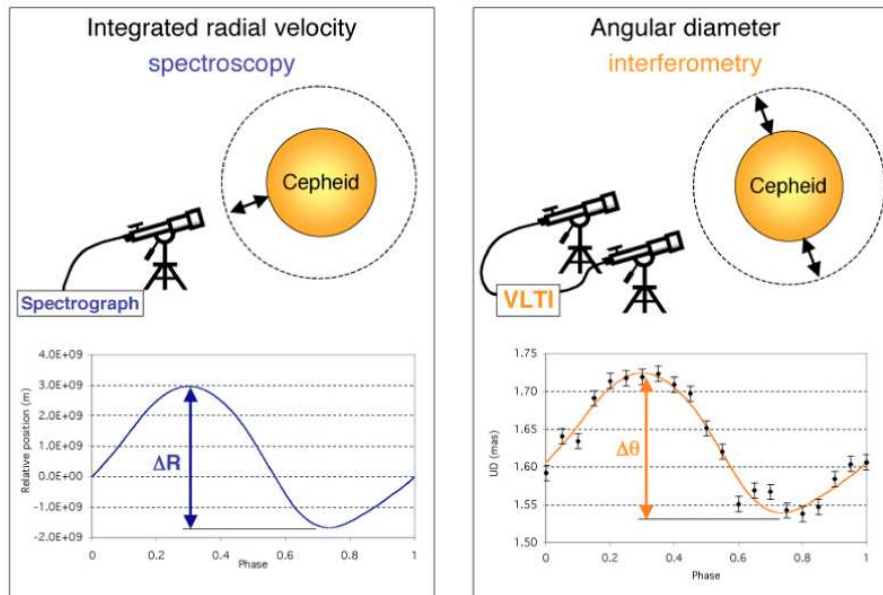 Integrated radial velocity
spectroscopy
Cepheid
Spectrograph
4.0E+09
3.0E+09
2.0E+09
1.0E+09
0.0E+00
-1.0E+09
-2.0E+09
Relative position (m)
ΔR
0 0.2 0.4 0.6 0.8 1
Phase
Angular diameter
interferometry
Cepheid
VLTI
1.75
1.70
1.65
1.60
1.55
1.50
UD (mas)
Δθ
0 0.2 0.4 0.6 0.8 1
Phase